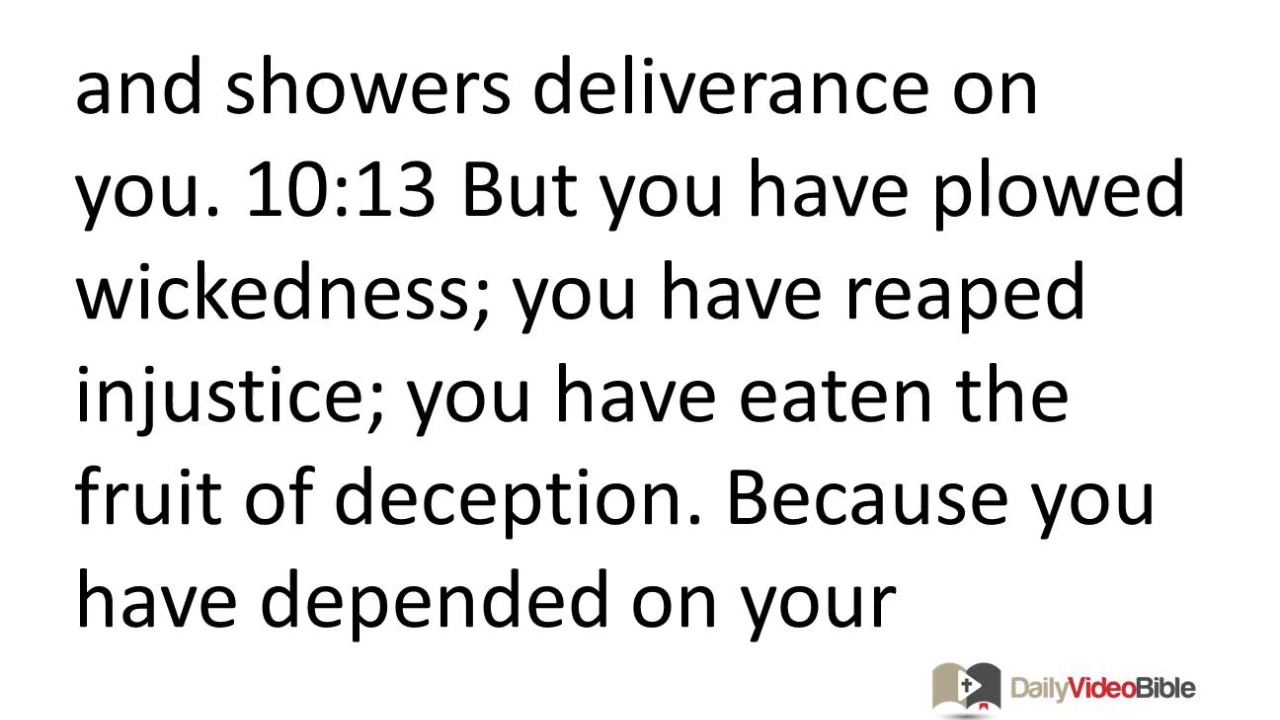 and showers deliverance on
you. 10:13 But you have plowed
wickedness; you have reaped
injustice; you have eaten the
fruit of deception. Because you
have depended on your
DailyVideoBible